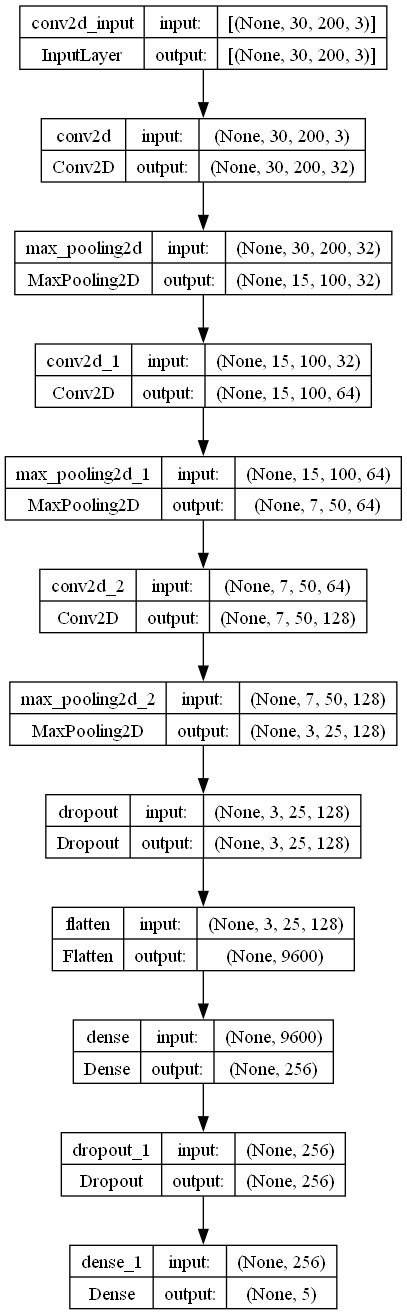 conv2d_input input: [(None, 30, 200, 3)]
InputLayer output: [(None, 30, 200, 3)]
conv2d input: (None, 30, 200, 3)
Conv2D output: (None, 30, 200, 32)
max_pooling2d input: (None, 30, 200, 32)
MaxPooling2D output: (None, 15, 100, 32)
conv2d_1 input: (None, 15, 100, 32)
Conv2D output: (None, 15, 100, 64)
max_pooling2d_1 input: (None, 15, 100, 64)
MaxPooling2D output: (None, 7, 50, 64)
conv2d_2 input: (None, 7, 50, 64)
Conv2D output: (None, 7, 50, 128)
max_pooling2d_2 input: (None, 7, 50, 128)
MaxPooling2D output: (None, 3, 25, 128)
dropout input: (None, 3, 25, 128)
Dropout output: (None, 3, 25, 128)
flatten input: (None, 3, 25, 128)
Flatten output: (None, 9600)
dense input: (None, 9600)
Dense output: (None, 256)
dropout_1 input: (None, 256)
Dropout output: (None, 256)
dense_1 input: (None, 256)
Dense output: (None, 5)